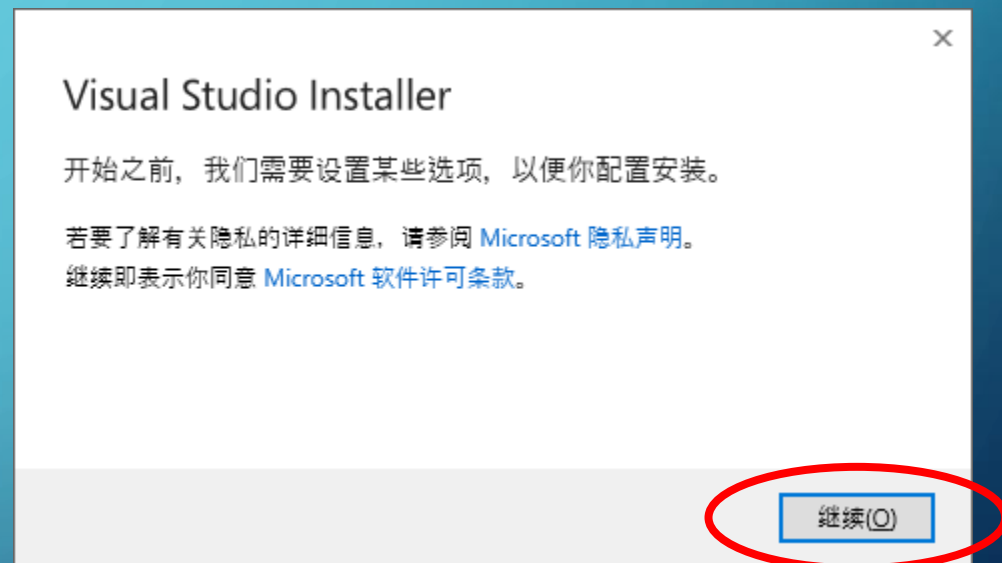 Visual Studio Installer
开始之前，我们需要设置某些选项，以便你配置安装。
若要了解有关隐私的详细信息，请参阅 Microsoft 隐私声明。
继续即表示你同意 Microsoft 软件许可条款。
继续(O)